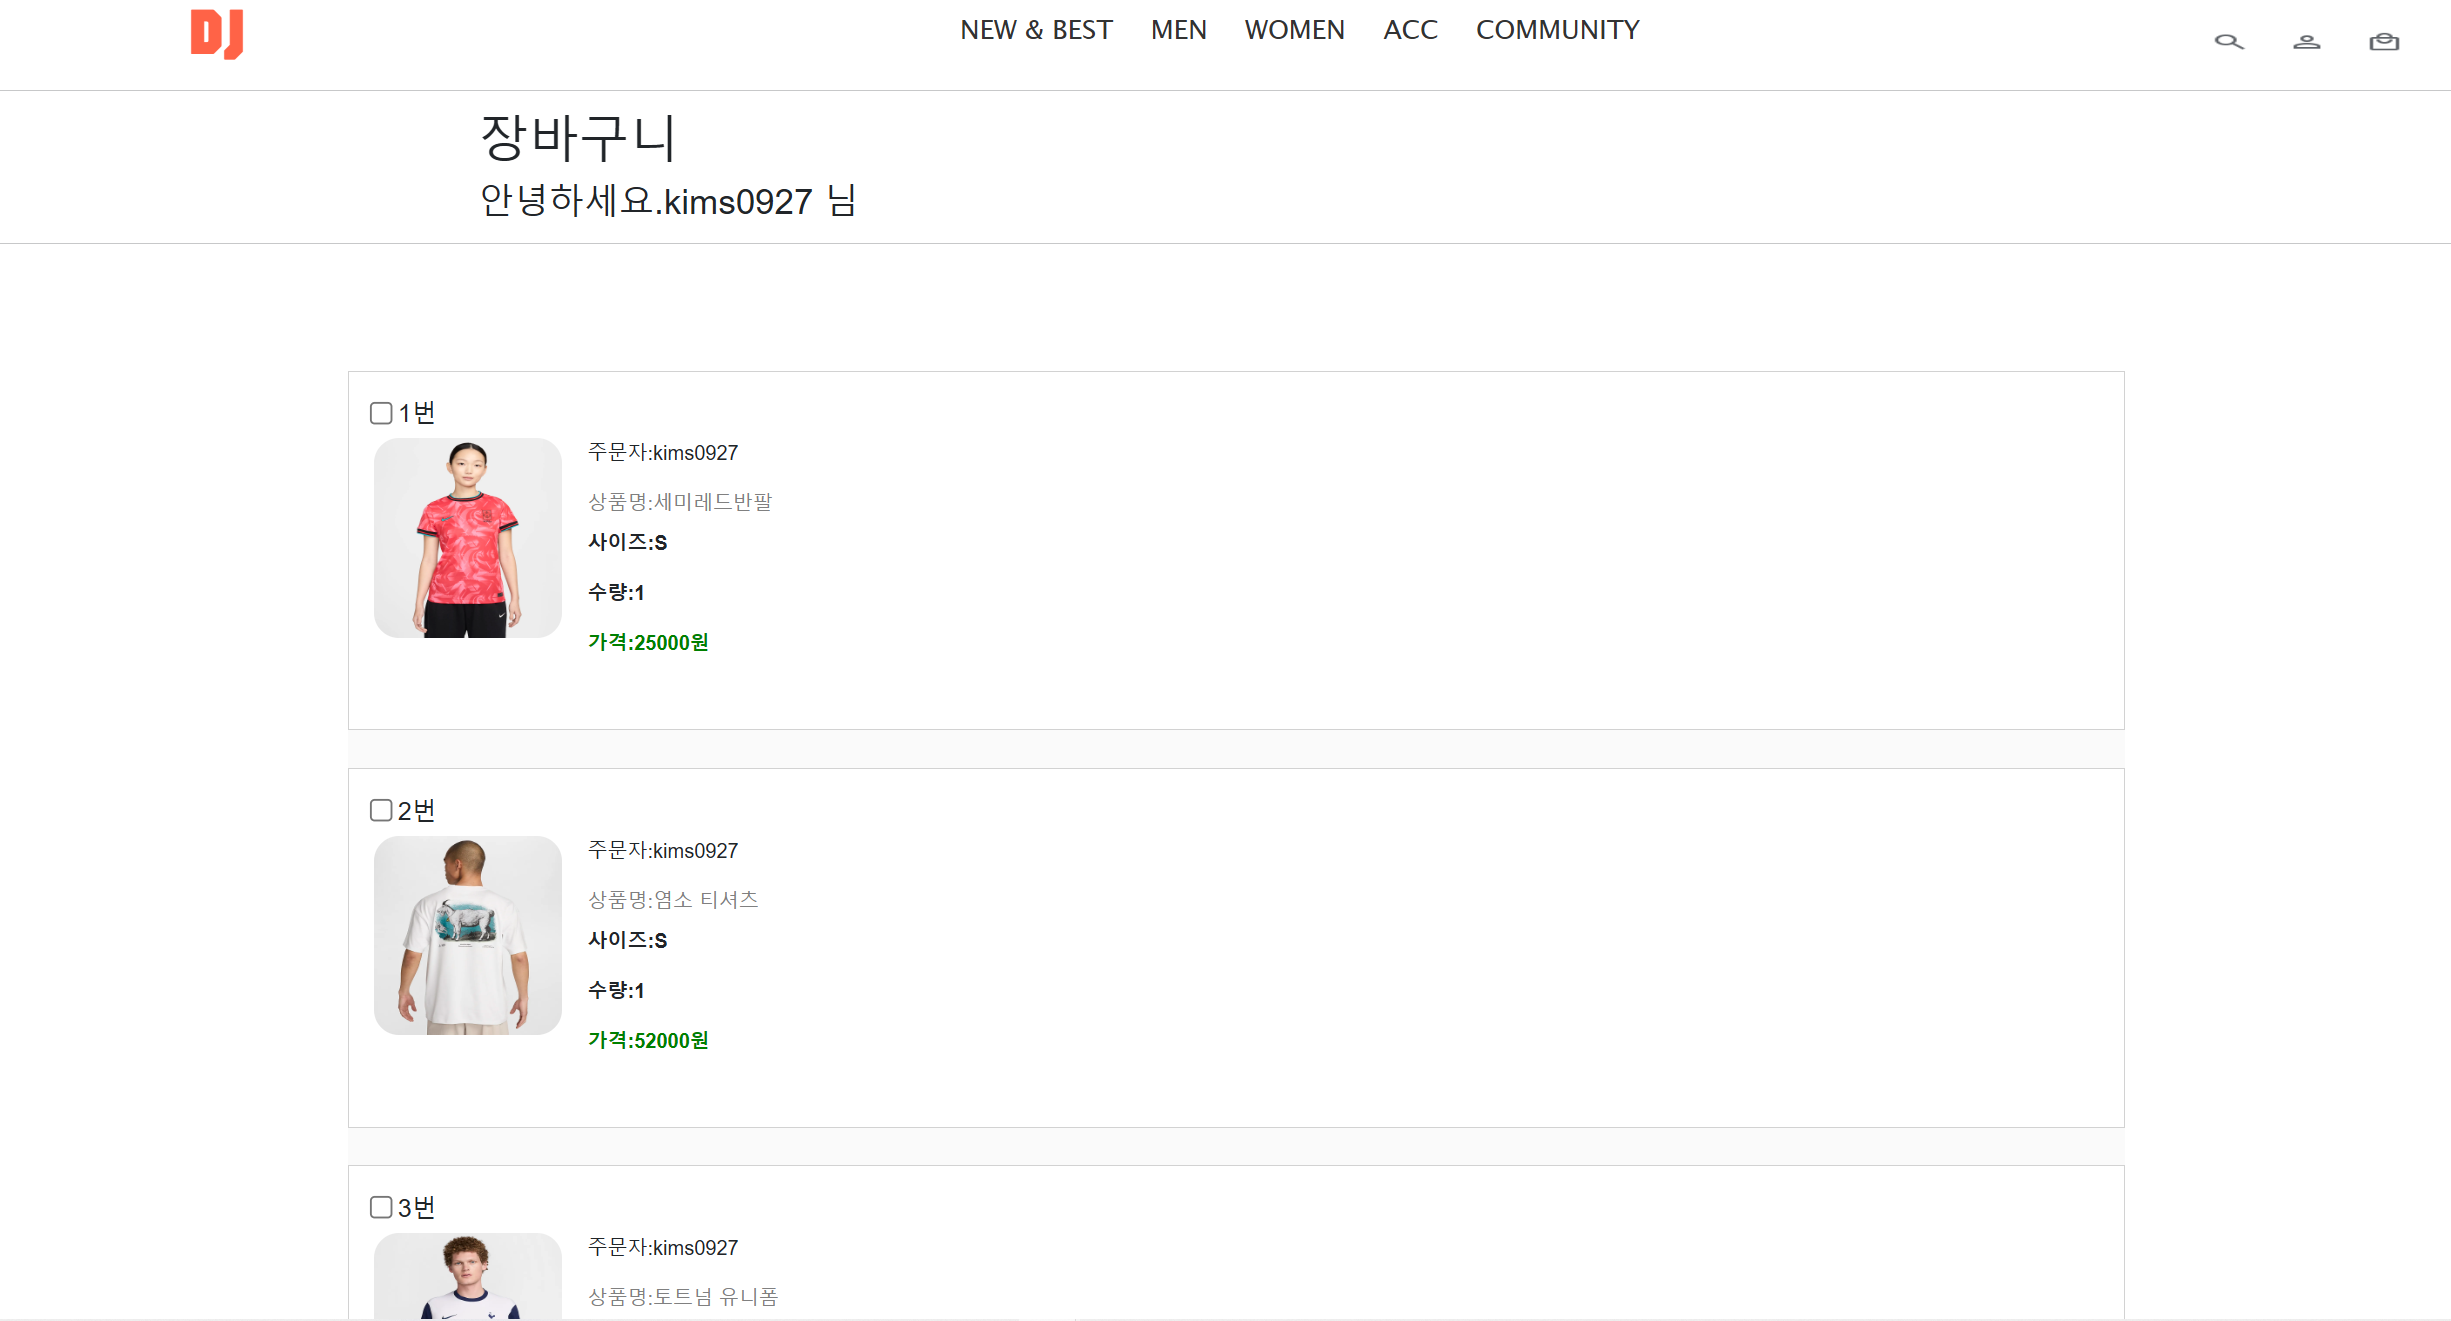 DJ
NEW & BEST MEN WOMEN ACC COMMUNITY
장바구니
안녕하세요.kims0927 님
1번
주문자:kims0927
상품명:세미레드반팔
사이즈:S
수량:1
가격:25000원
2번
주문자:kims0927
상품명:염소 티셔츠
사이즈:S
수량:1
가격:52000원
3번
주문자:kims0927
상품명:토트넘 유니폼